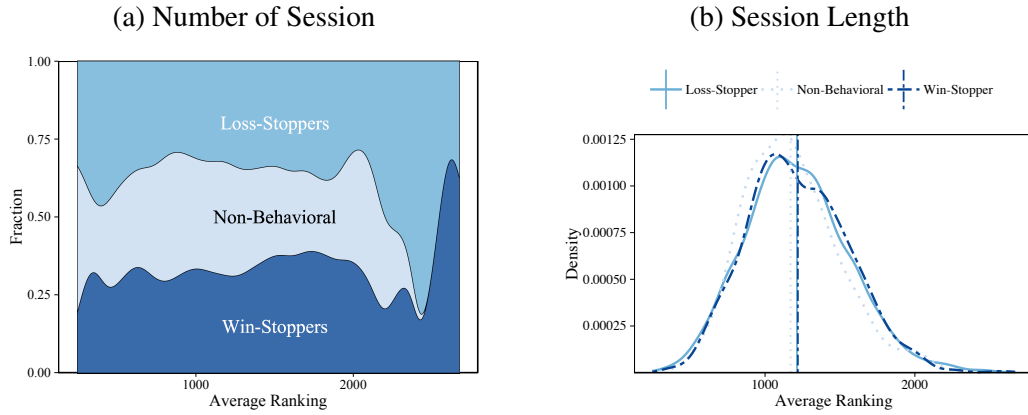 (a) Number of Session
1.00
0.75
0.50
0.25
0.00
Fraction
Loss-Stoppers
Non-Behavioral
Win-Stoppers
1000
2000
Average Ranking
(b) Session Length
Loss-Stopper Non-Behavioral Win-Stopper
0.00125
0.00100
0.00075
0.00050
0.00025
Density
1000
2000
Average Ranking